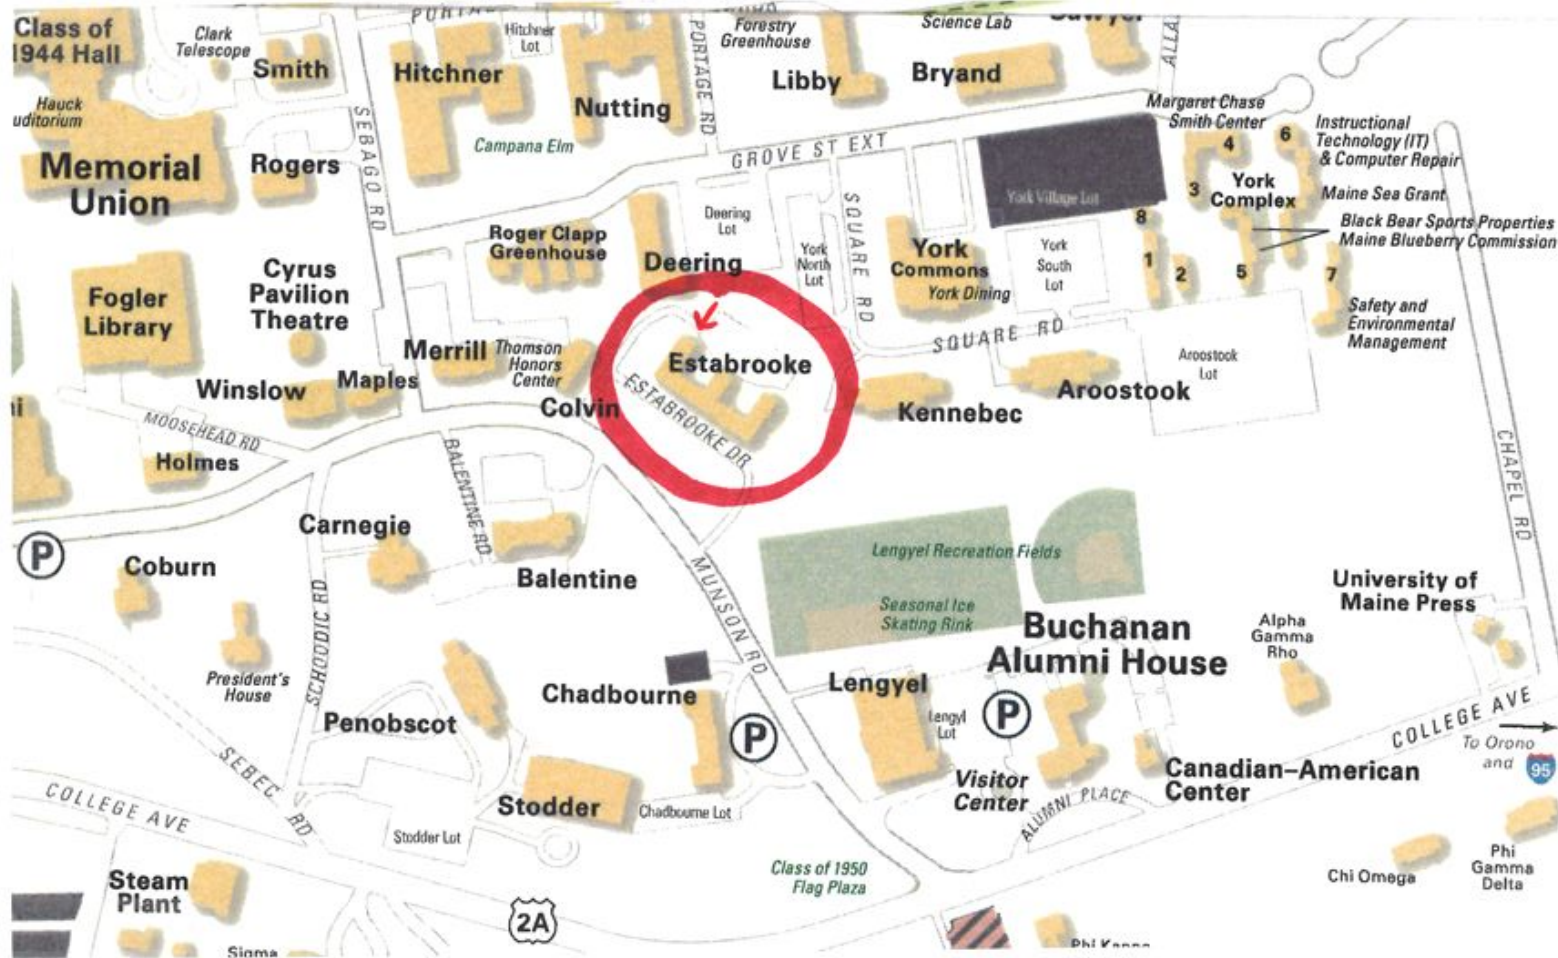 Class of
1944 Hall
Clark
Telescope
Smith
Hauck
uditorium
Memorial
Union
Rogers
SEBAGO RD
Hitchner
Hitchner
Lot
Nutting
Campana Elm
PORTAGE RD
Forestry
Greenhouse
Libby
Science Lab
Bryand
GROVE ST EXT
Margaret Chase
Smith Center
6
Instructional
Technology (IT)
& Computer Repair
4
3
York
Complex
Maine Sea Grant
York Village Lot
8
Black Bear Sports Properties
Maine Blueberry Commission
1
2
5
7
Safety and
Environmental
Management
Fogler
Library
Cyrus
Pavilion
Theatre
Roger Clapp
Greenhouse
Deering
Deering
Lot
York
North
Lot
SQUARE RD
York
Commons
York Dining
York
South
Lot
SQUARE RD
Aroostook
Lot
Winslow
Maples
Merrill
Thomson
Honors
Center
Colvin
Estabrooke
ESTABROOKE DR
Kennebec
Aroostook
MOOSEHEAD RD
Holmes
BALENTINE RD
CHAPEL RD
P
Carnegie
Coburn
Balentine
MUNSON RD
Lengyel Recreation Fields
Seasonal Ice
Skating Rink
University of
Maine Press
Buchanan
Alumni House
Alpha
Gamma
Rho
President's
House
SCHOODIC RD
Penobscot
Chadbourne
P
Lengyel
Lengyl
Lot
P
Visitor
Center
ALUMNI PLACE
Canadian–American
Center
COLLEGE AVE
To Orono
and
95
SEBEC RD
COLLEGE AVE
Stodder
Stodder Lot
Chadbourne Lot
Class of 1950
Flag Plaza
Chi Omega
Phi
Gamma
Delta
Steam
Plant
2A
Sigma